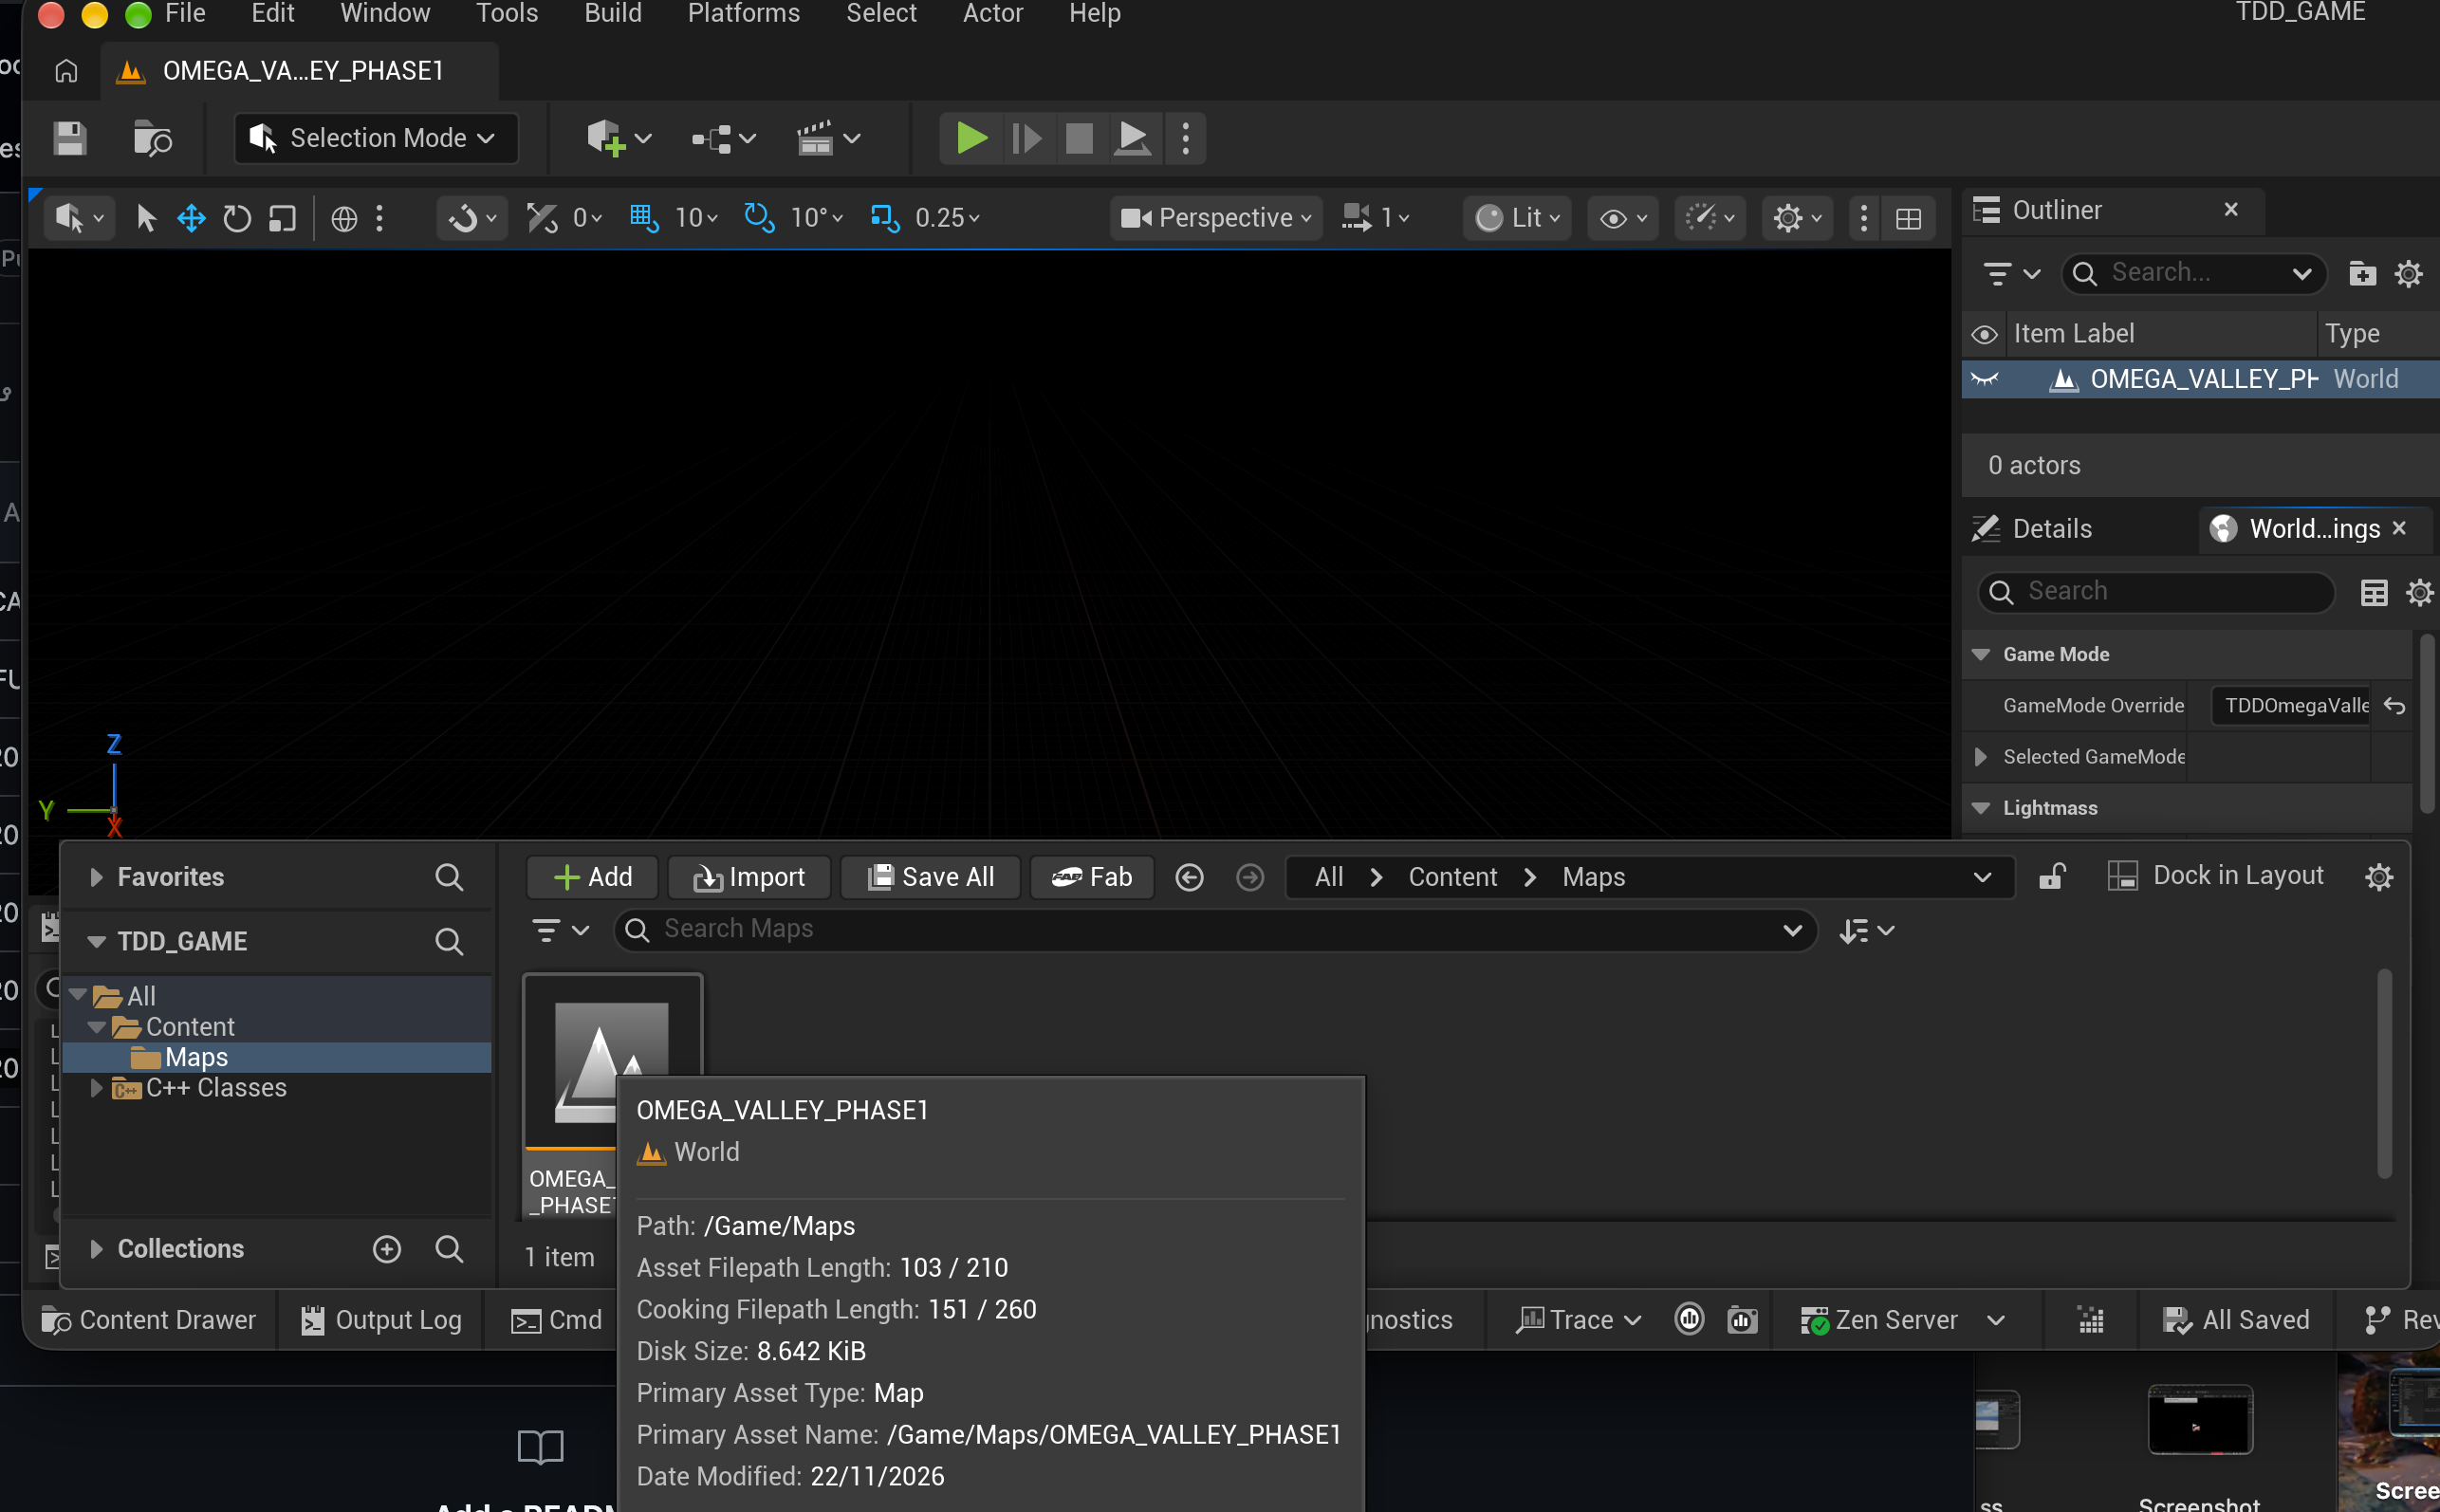 File Edit Window Tools Build Platforms Select Actor Help TDD_GAME
OMEGA_VA...EY_PHASE1
Selection Mode
0 10 10° 0.25 Perspective 1 Lit
Outliner
Search...
Item Label Type
OMEGA_VALLEY_PH World
0 actors
Details World...ings
Search
Game Mode
GameMode Override TDDOmegaValle
Selected GameMode
Lightmass
Z
Y
X
Favorites
Add Import Save All Fab All > Content > Maps Dock in Layout
Search Maps
TDD_GAME
All
Content
Maps
C++ Classes
Collections
OMEGA_
_PHASE
1 item
OMEGA_VALLEY_PHASE1
World
Path: /Game/Maps
Asset Filepath Length: 103 / 210
Cooking Filepath Length: 151 / 260
Disk Size: 8.642 KiB
Primary Asset Type: Map
Primary Asset Name: /Game/Maps/OMEGA_VALLEY_PHASE1
Date Modified: 22/11/2026
Content Drawer Output Log Cmd gnostics Trace Zen Server All Saved Rev
Screenshot
Scree